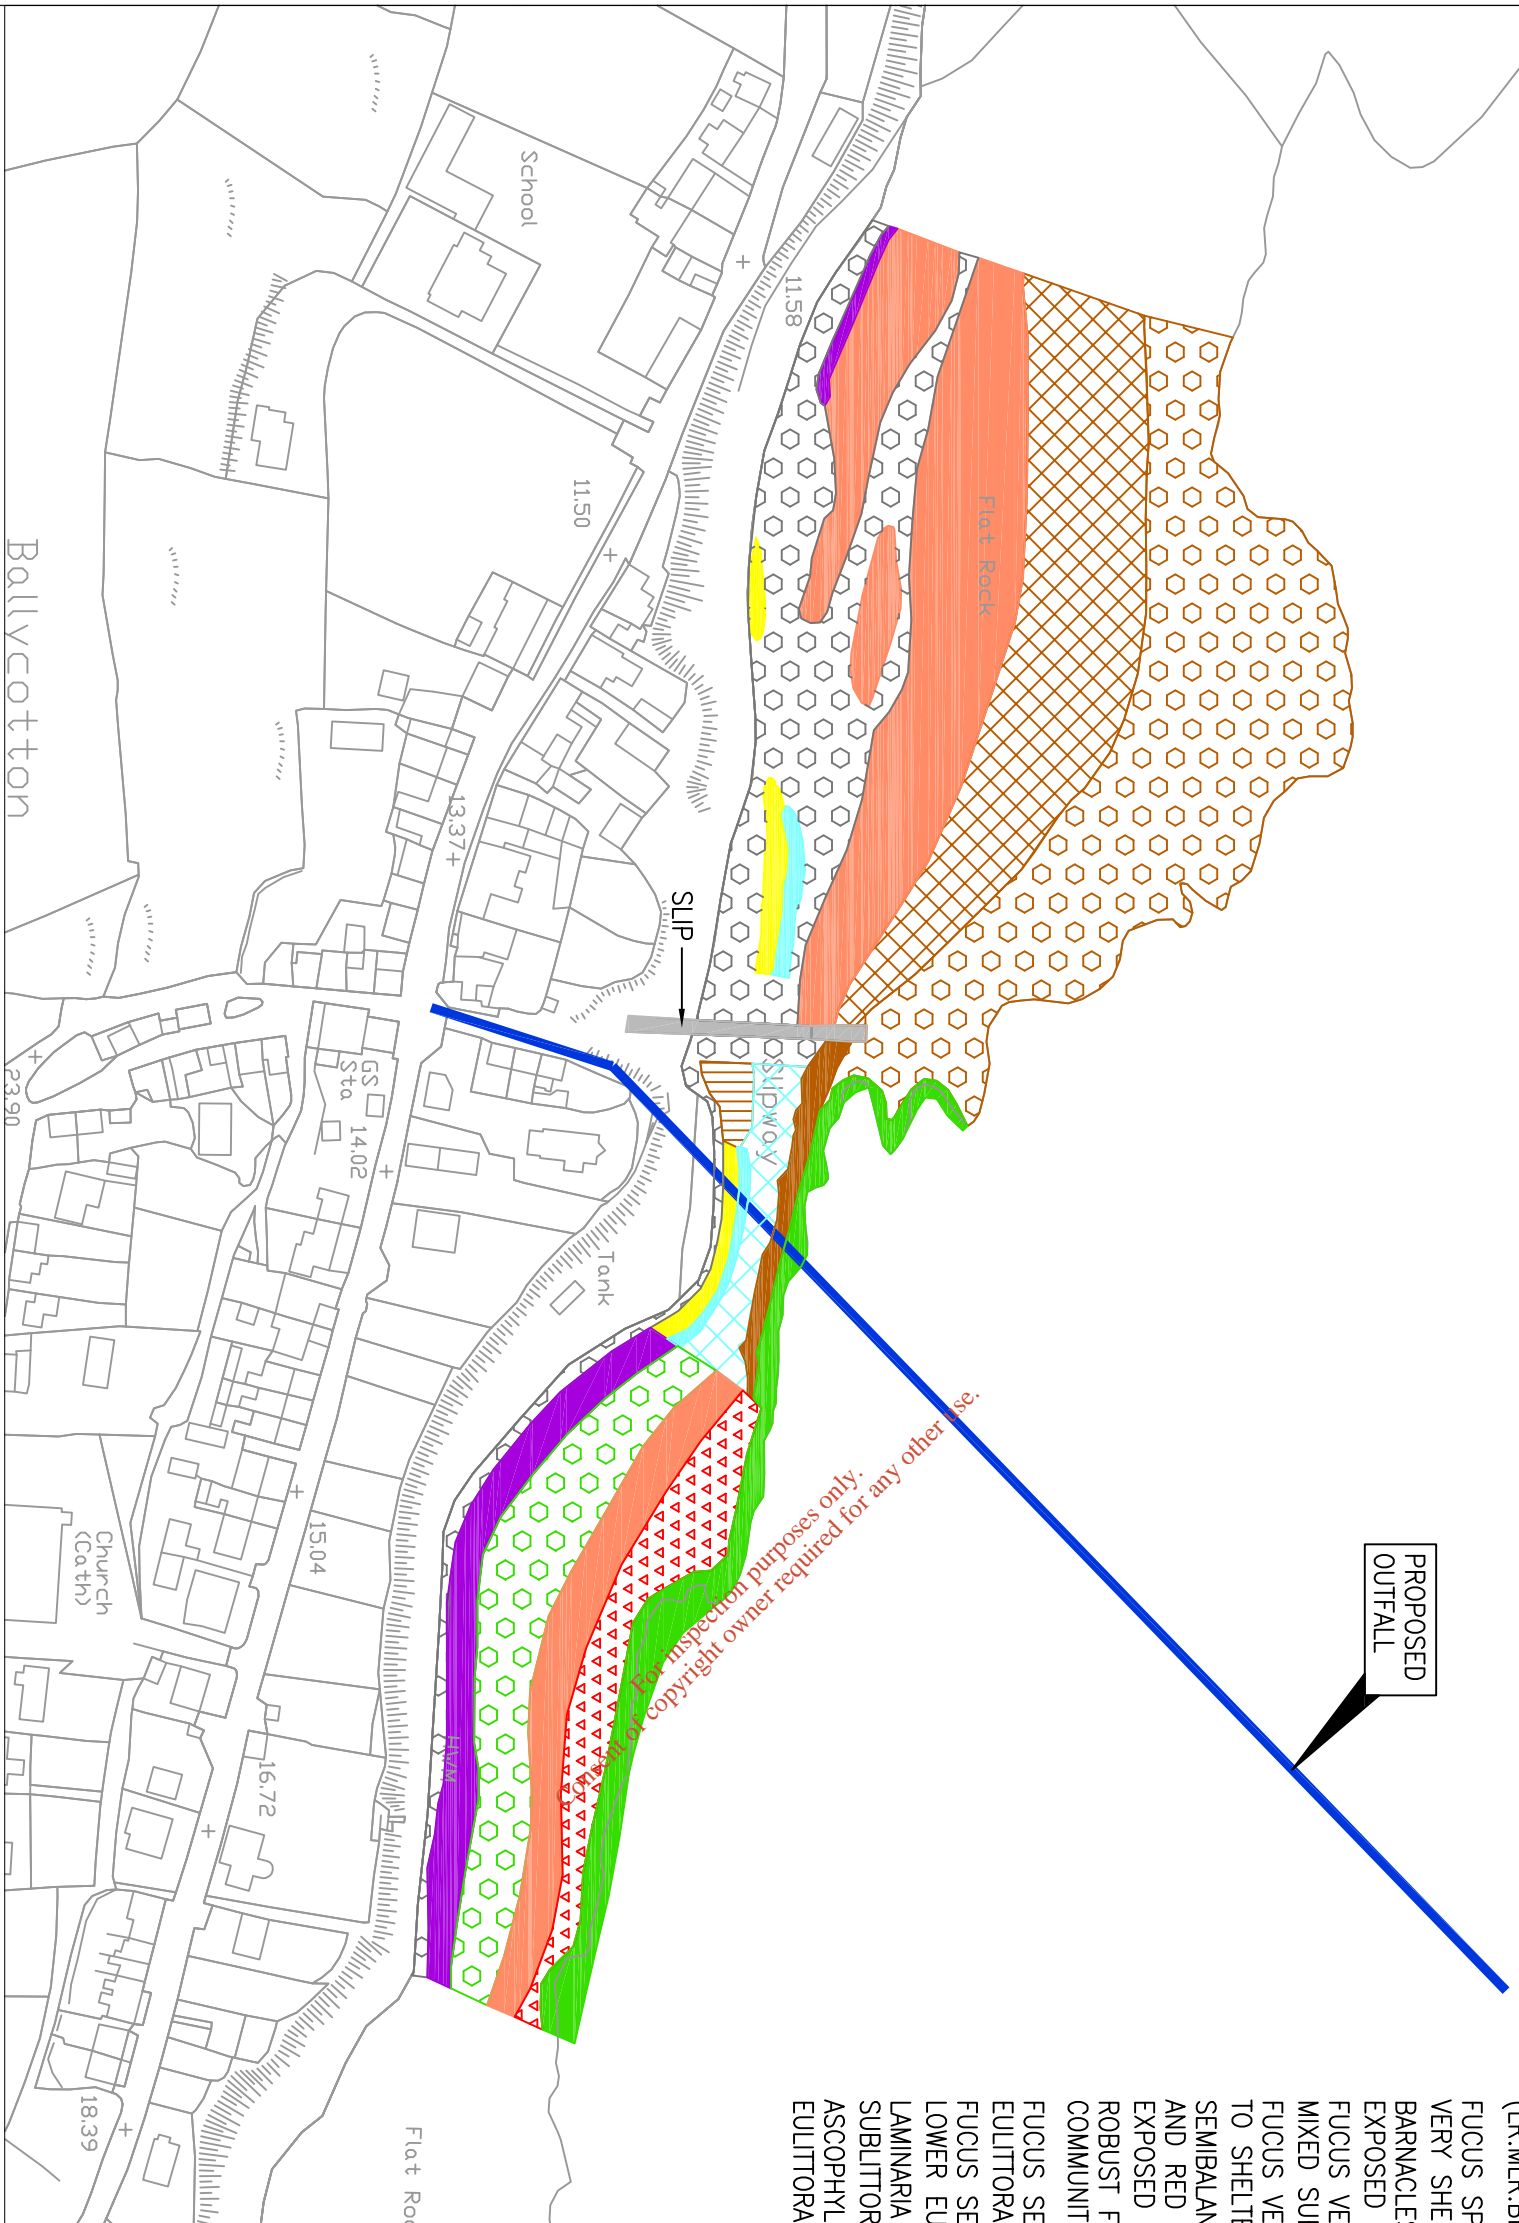 School
11.58
Flat Rock
11.50
Ballycotton
13.37
SLIP
Slipway
GS
Sta
14.02
23.90
Tank
Church
(Cath)
15.04
HWM
16.72
18.39
Flat
PROPOSED
OUTFALL
For inspection purposes only.
Consent of copyright owner required for any other use.
FUCUS SP
VERY SHE
BARNACLES
EXPOSED
FUCUS VE
MIXED SU
FUCUS VE
TO SHELTE
SEMIBALAN
AND RED
EXPOSED
ROBUST F
COMMUNIT
FUCUS SE
EULITTORA
FUCUS SE
LOWER EU
LAMINARIA
SUBLITTOR
ASCOPHYL
EULITTORA